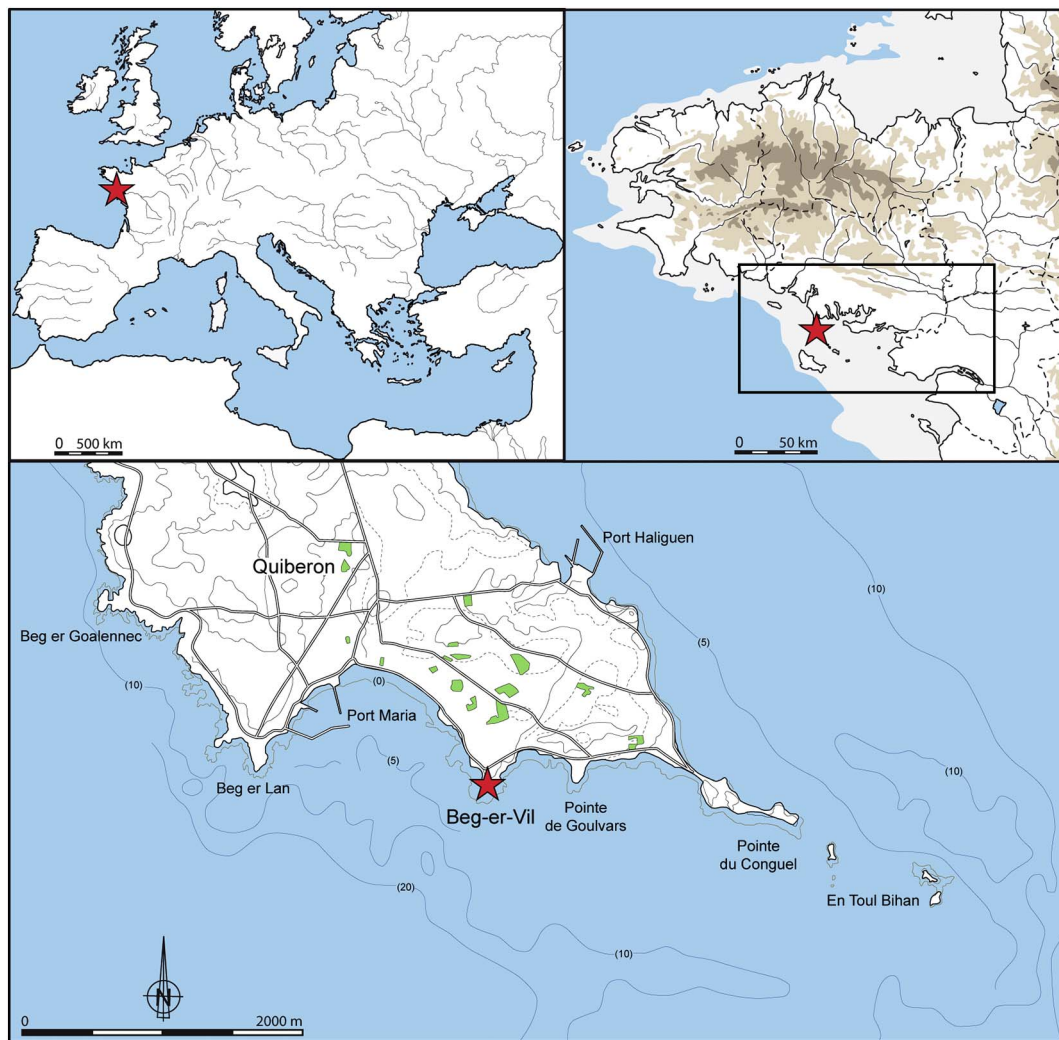 0 500 km
0 50 km
Port Haliguen
Quiberon
(10)
Beg er Goalennec
(5)
(10)
(0)
Port Maria
(5)
(10)
Beg er Lan
Beg-er-Vil
Pointe
de Goulvars
Pointe
du Conguel
(20)
En Toul Bihan
(10)
N
0 2000 m